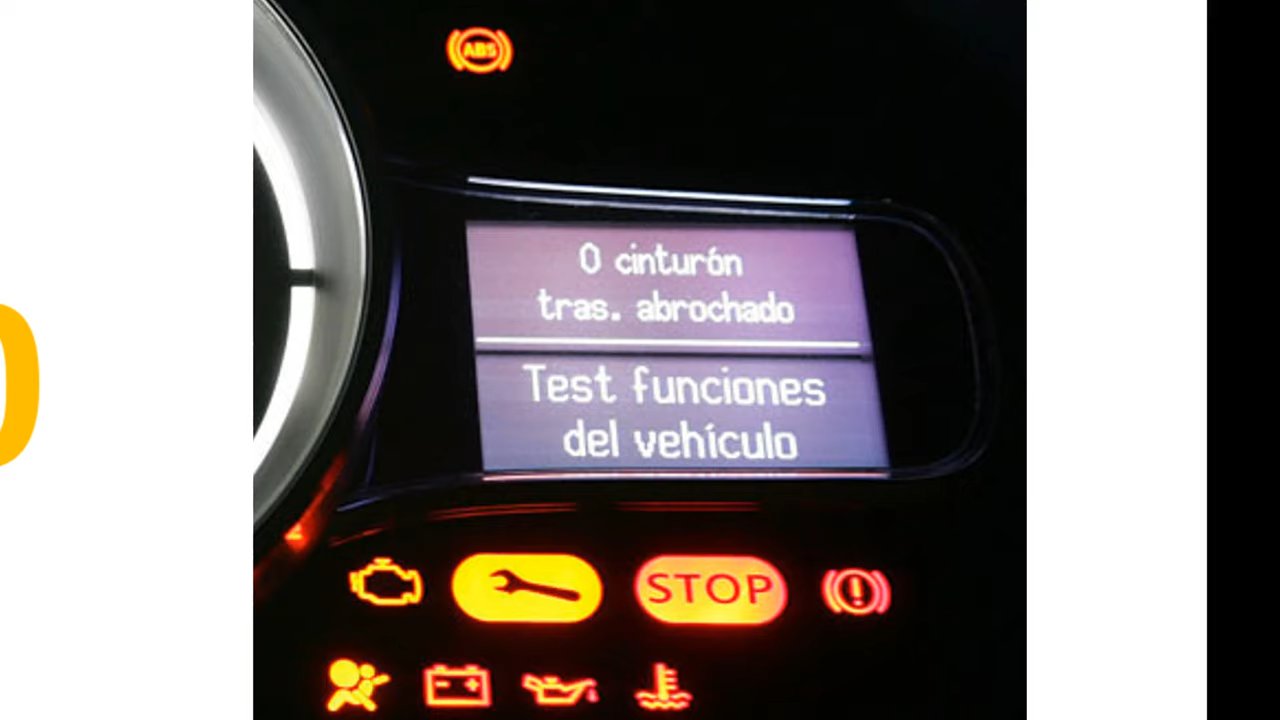 ABS
0 cinturón
tras. abrochado
Test funciones
del vehículo
STOP